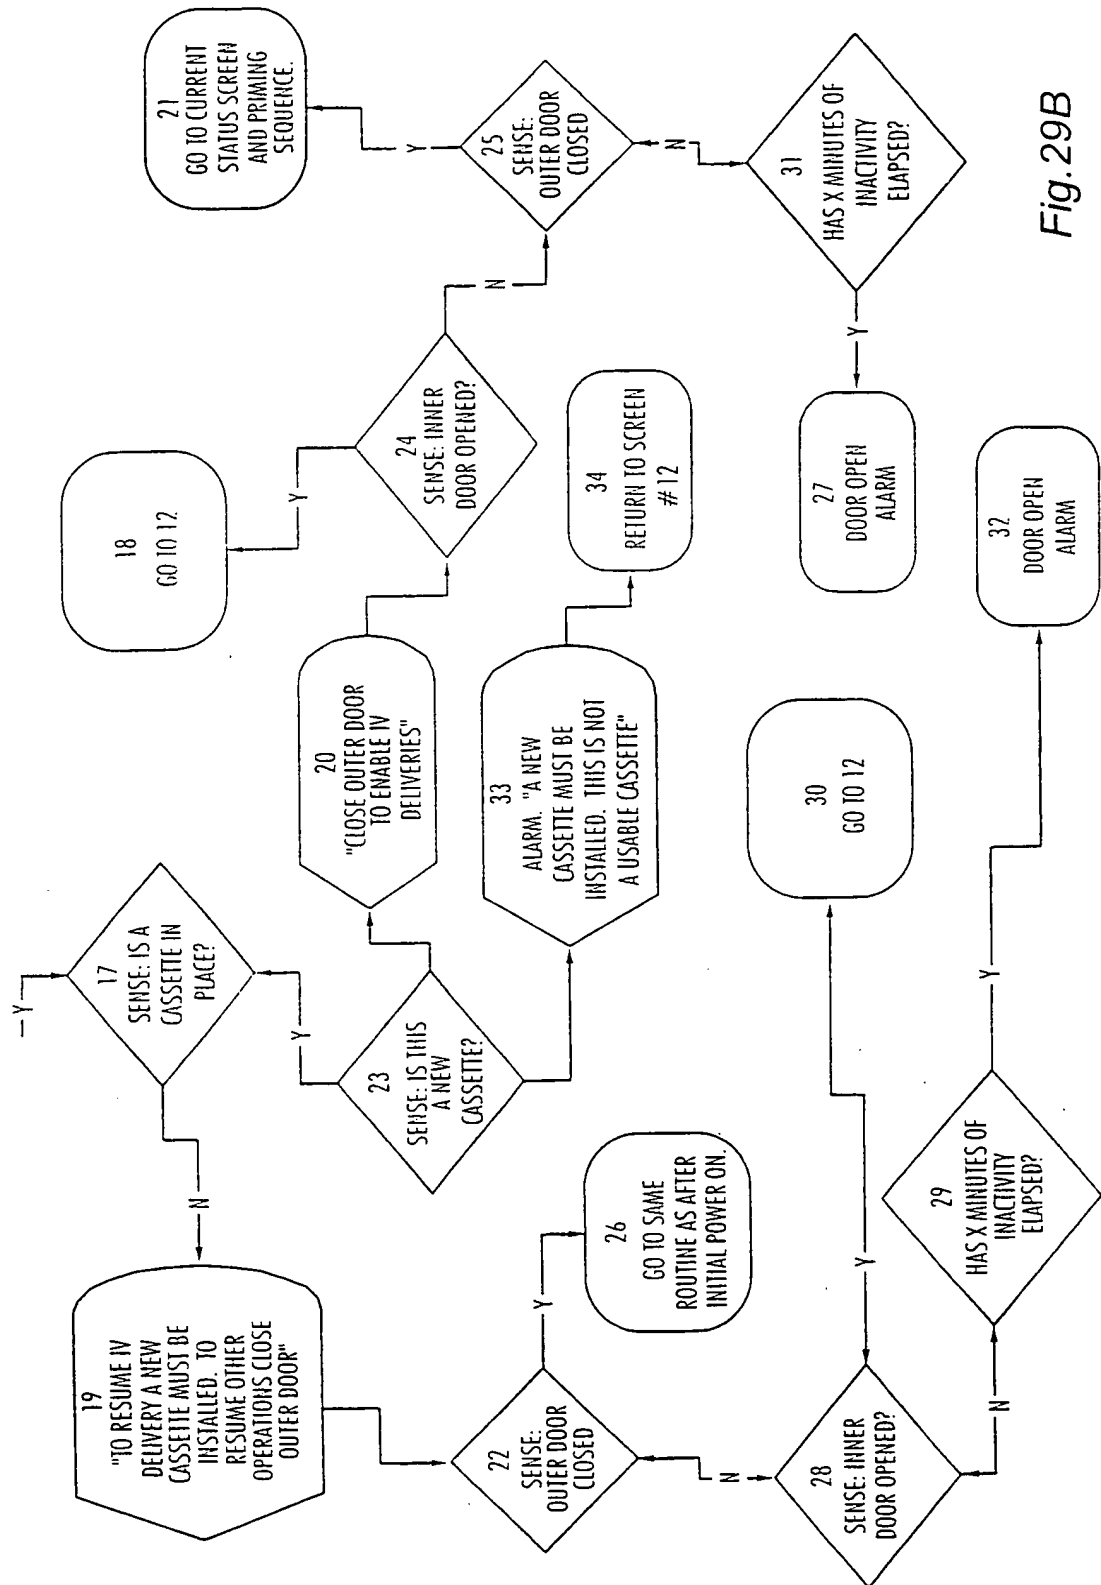 Y
17
SENSE: IS A
CASSETTE IN
PLACE?
N
Y
19
"TO RESUME IV
DELIVERY A NEW
CASSETTE MUST BE
INSTALLED. TO
RESUME OTHER
OPERATIONS CLOSE
OUTER DOOR"
23
SENSE: IS THIS
A NEW
CASSETTE?
20
"CLOSE OUTER DOOR
TO ENABLE IV
DELIVERIES"
18
GO TO 12
Y
24
SENSE: INNER
DOOR OPENED?
N
21
GO TO CURRENT
STATUS SCREEN
AND PRIMING
SEQUENCE.
Y
25
SENSE:
OUTER DOOR
CLOSED
N
22
SENSE:
OUTER DOOR
CLOSED
Y
26
GO TO SAME
ROUTINE AS AFTER
INITIAL POWER ON.
33
ALARM. "A NEW
CASSETTE MUST BE
INSTALLED. THIS IS NOT
A USABLE CASSETTE"
34
RETURN TO SCREEN
#12
31
HAS X MINUTES OF
INACTIVITY
ELAPSED?
Y
27
DOOR OPEN
ALARM
N
28
SENSE: INNER
DOOR OPENED?
Y
30
GO TO 12
N
29
HAS X MINUTES OF
INACTIVITY
ELAPSED?
Y
32
DOOR OPEN
ALARM
Fig.29B